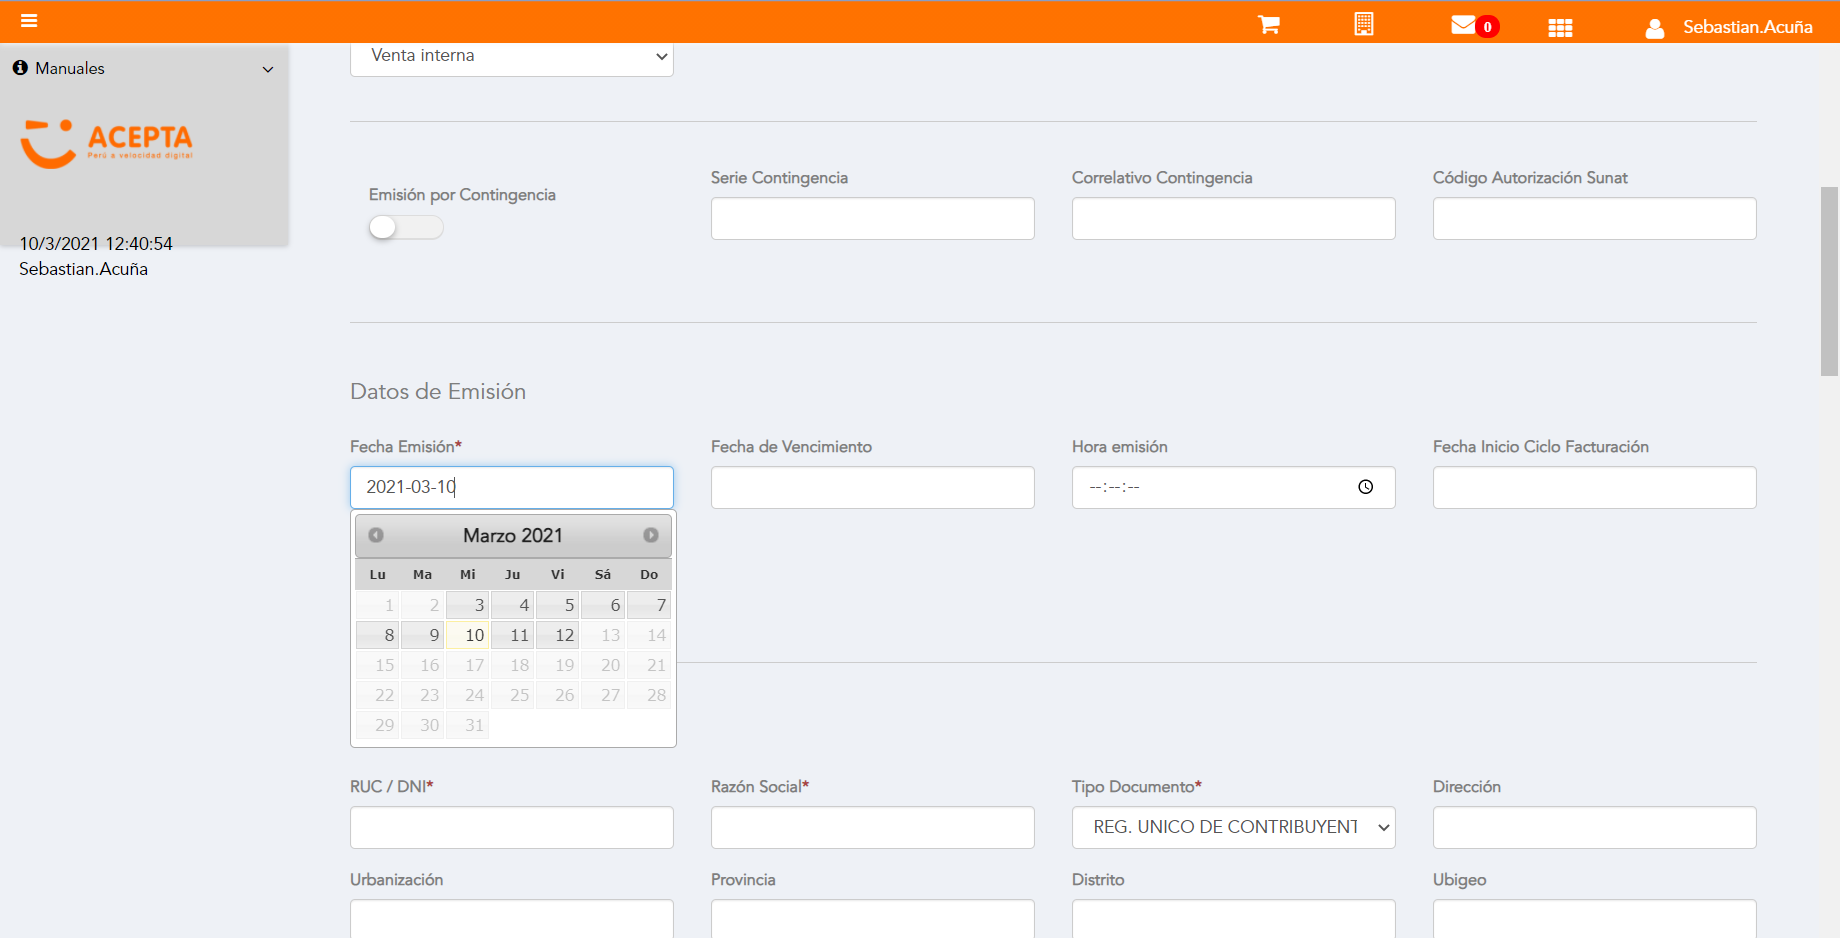 0
Sebastian.Acuña
Manuales
ACEPTA
Perú a velocidad digital
10/3/2021 12:40:54
Sebastian.Acuña
Venta interna
Emisión por Contingencia
Serie Contingencia
Correlativo Contingencia
Código Autorización Sunat
Datos de Emisión
Fecha Emisión*
Fecha de Vencimiento
Hora emisión
Fecha Inicio Ciclo Facturación
2021-03-10
--:--:--
Marzo 2021
Lu Ma Mi Ju Vi Sá Do
1 2 3 4 5 6 7
8 9 10 11 12 13 14
15 16 17 18 19 20 21
22 23 24 25 26 27 28
29 30 31
RUC / DNI*
Razón Social*
Tipo Documento*
Dirección
REG. UNICO DE CONTRIBUYENT
Urbanización
Provincia
Distrito
Ubigeo